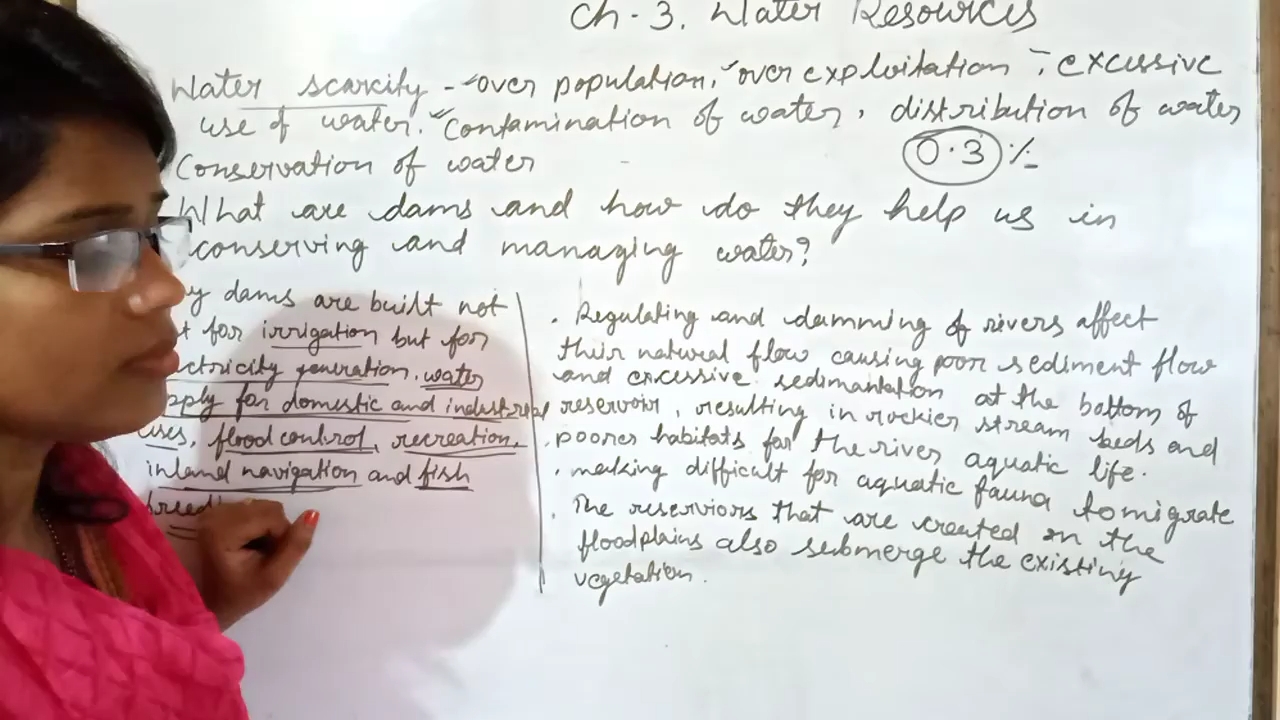 Ch - 3. Water Resources
Water scarcity - over population, over exploitation, excessive
use of water. Contamination of water, distribution of water
0.3 %
Conservation of water
What are dams and how do they help us in
conserving and managing water?
dams are built not
for irrigation but for
generation, water
for domestic and industrial
uses, flood control, recreation,
inland navigation and fish
. Regulating and damming of rivers affect
their natural flow causing poor sediment flow
and excessive sedimantation at the bottom of
reservoir, resulting in rockier stream beds and
. poorer habitats for the river aquatic life.
. making difficult for aquatic fauna to migrate
. The reserviors that are created on the
floodplains also submerge the existing
vegetation.